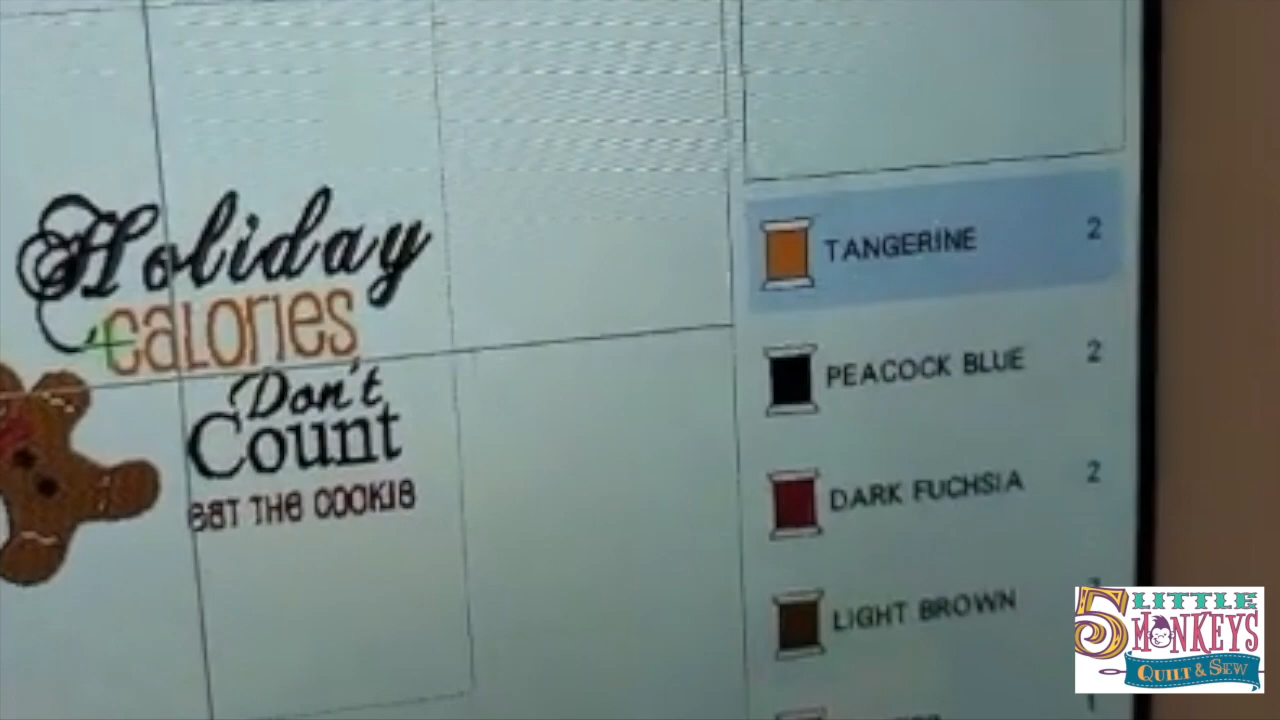 Holiday
CALORIES
Don't
Count
EAT THE COOKIE
TANGERINE 2
PEACOCK BLUE 2
DARK FUCHSIA 2
LIGHT BROWN
5 LITTLE
MONKEYS
QUILT & SEW